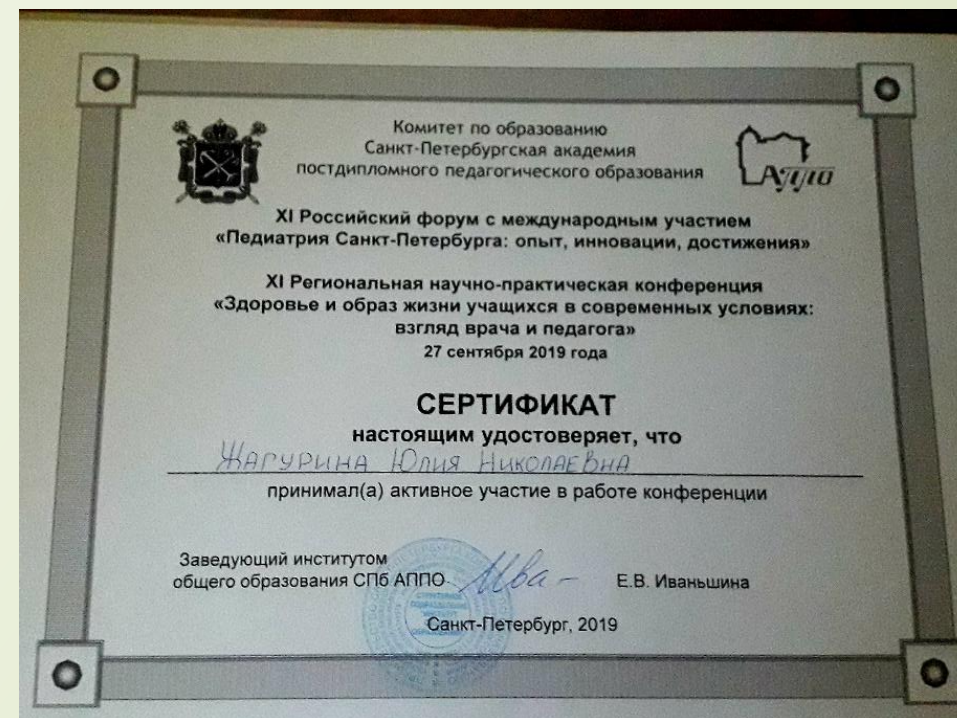 Комитет по образованию
Санкт-Петербургская академия
постдипломного педагогического образования
АППО
XI Российский форум с международным участием
«Педиатрия Санкт-Петербурга: опыт, инновации, достижения»
XI Региональная научно-практическая конференция
«Здоровье и образ жизни учащихся в современных условиях:
взгляд врача и педагога»
27 сентября 2019 года
СЕРТИФИКАТ
настоящим удостоверяет, что
Жагурина Юлия Николаевна
принимал(а) активное участие в работе конференции
Заведующий институтом
общего образования СПб АППО
Е.В. Иваньшина
Санкт-Петербург, 2019